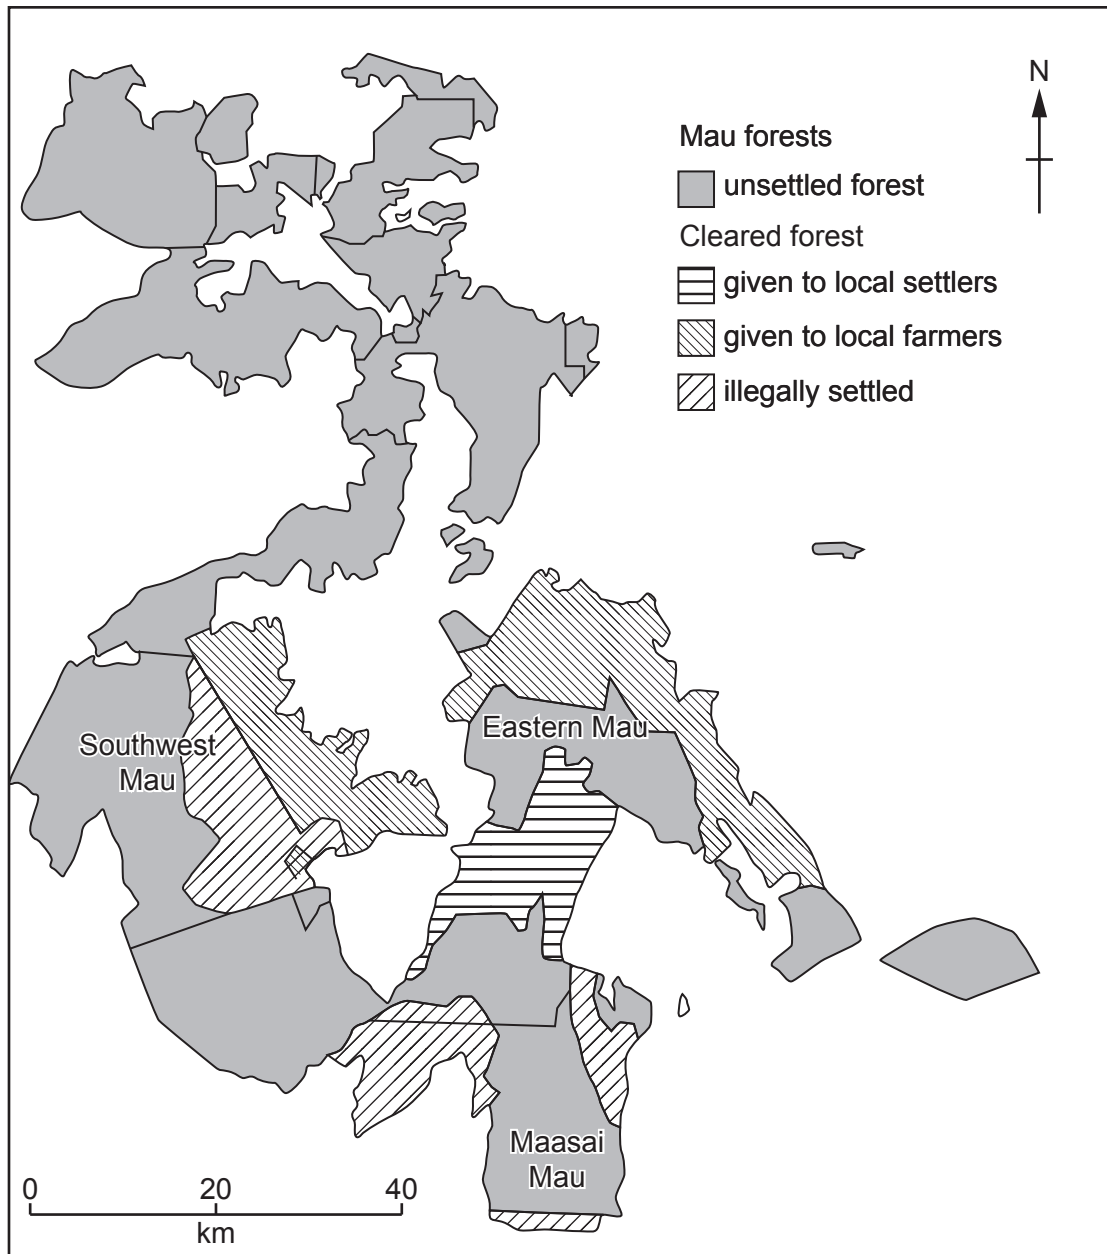 N
Mau forests
unsettled forest
Cleared forest
given to local settlers
given to local farmers
illegally settled
Eastern Mau
Southwest
Mau
Maasai
Mau
0 20 40
km